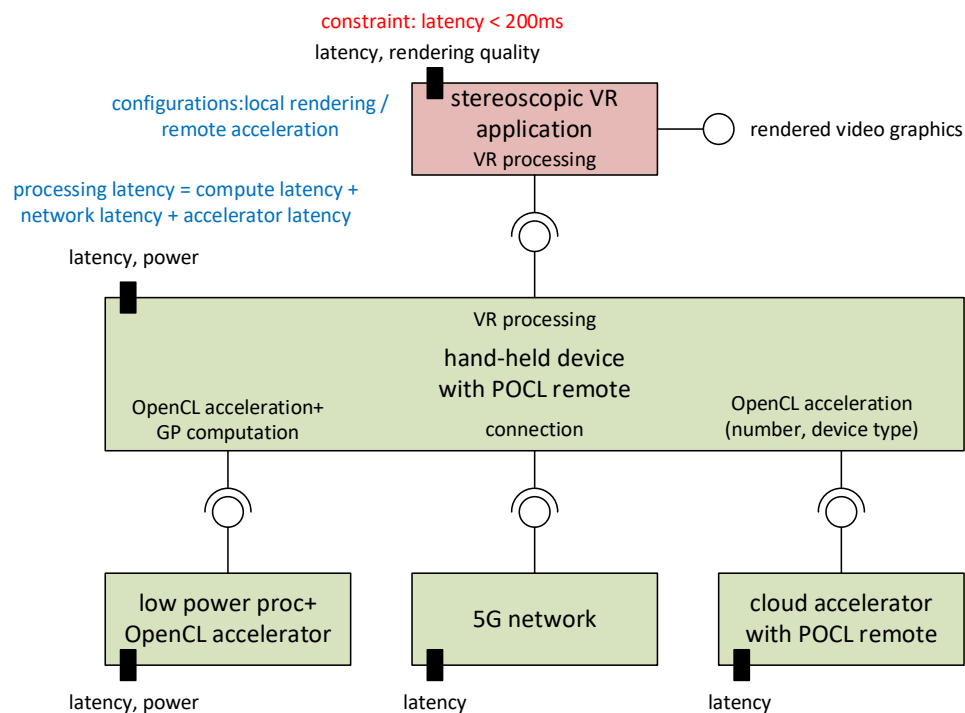 constraint: latency < 200ms
latency, rendering quality
configurations:local rendering /
remote acceleration
stereoscopic VR
application
VR processing
rendered video graphics
processing latency = compute latency +
network latency + accelerator latency
latency, power
VR processing
hand-held device
with POCL remote
OpenCL acceleration+
GP computation
connection
OpenCL acceleration
(number, device type)
low power proc+
OpenCL accelerator
5G network
cloud accelerator
with POCL remote
latency, power
latency
latency